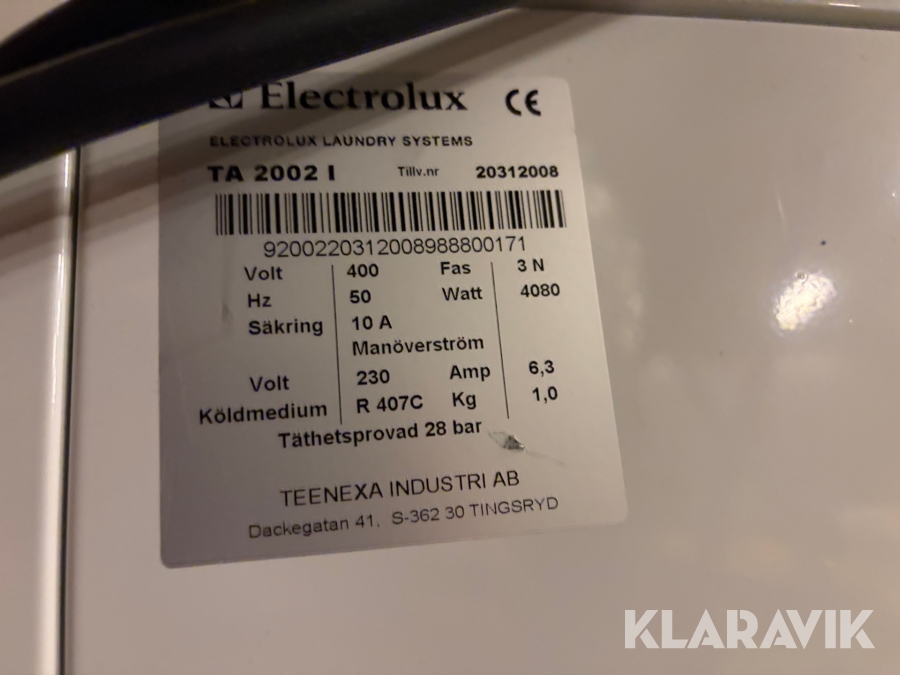 Electrolux CE
ELECTROLUX LAUNDRY SYSTEMS
TA 2002 I Tillv.nr 20312008
9200220312008988800171
Volt 400 Fas 3 N
Hz 50 Watt 4080
Säkring 10 A
Manöverström
Volt 230 Amp 6,3
Köldmedium R 407C Kg 1,0
Täthetsprovad 28 bar
TEENEXA INDUSTRI AB
Dackegatan 41, S-362 30 TINGSRYD
KLARAVIK